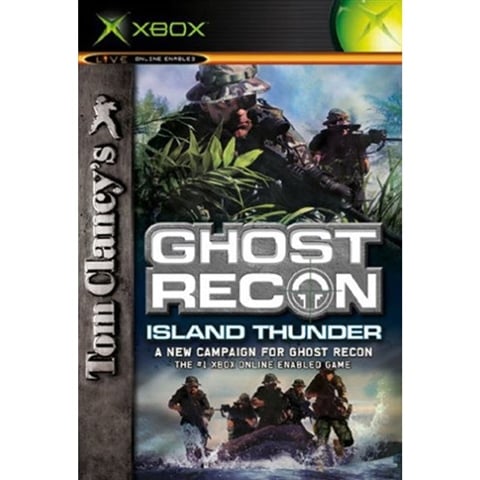 XBOX
LIVE ONLINE ENABLED
Tom Clancy's
GHOST
RECON
ISLAND THUNDER
A NEW CAMPAIGN FOR GHOST RECON
THE #1 XBOX ONLINE ENABLED GAME